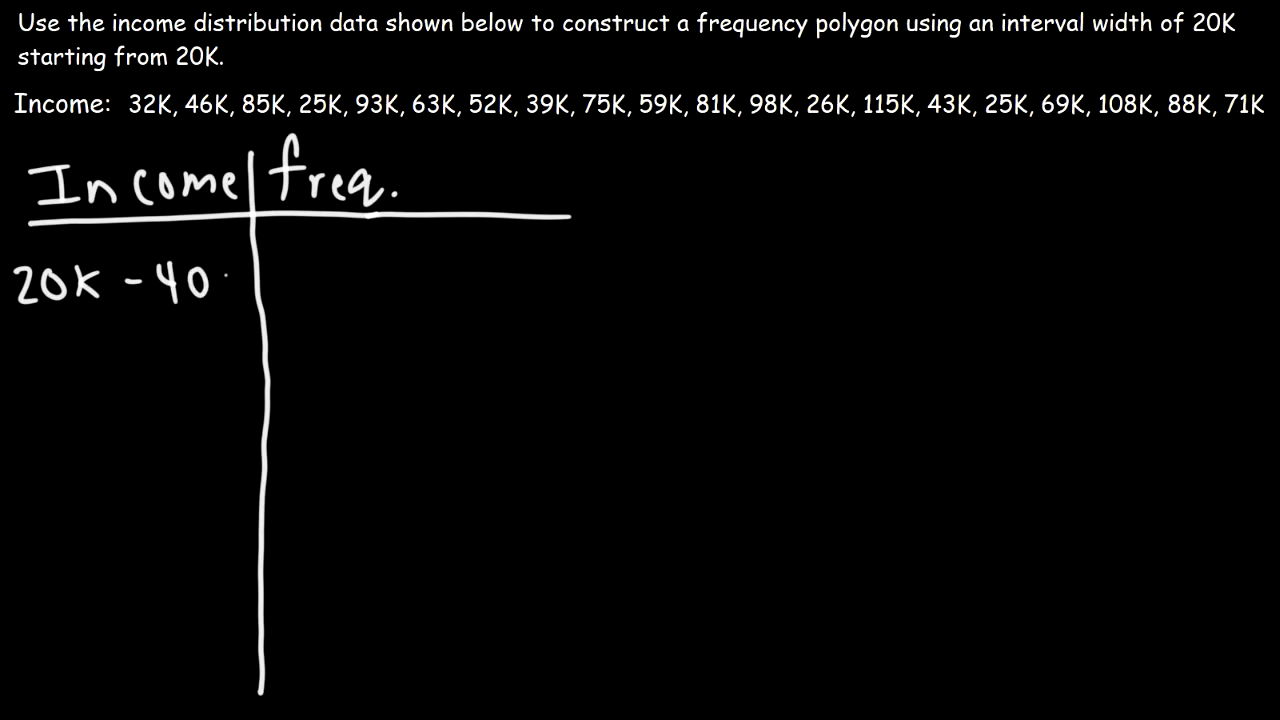 Use the income distribution data shown below to construct a frequency polygon using an interval width of 20K
starting from 20K.
Income: 32K, 46K, 85K, 25K, 93K, 63K, 52K, 39K, 75K, 59K, 81K, 98K, 26K, 115K, 43K, 25K, 69K, 108K, 88K, 71K
Income freq.
20K - 40